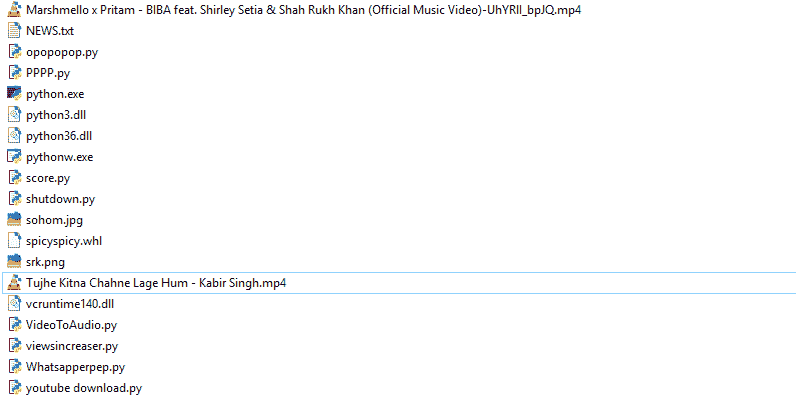 Marshmello x Pritam - BIBA feat. Shirley Setia & Shah Rukh Khan (Official Music Video)-UhYRlI_bpJQ.mp4
NEWS.txt
opopopop.py
PPPP.py
python.exe
python3.dll
python36.dll
pythonw.exe
score.py
shutdown.py
sohom.jpg
spicyspicy.whl
srk.png
Tujhe Kitna Chahne Lage Hum - Kabir Singh.mp4
vcruntime140.dll
VideoToAudio.py
viewsincreaser.py
Whatsapperpep.py
youtube download.py